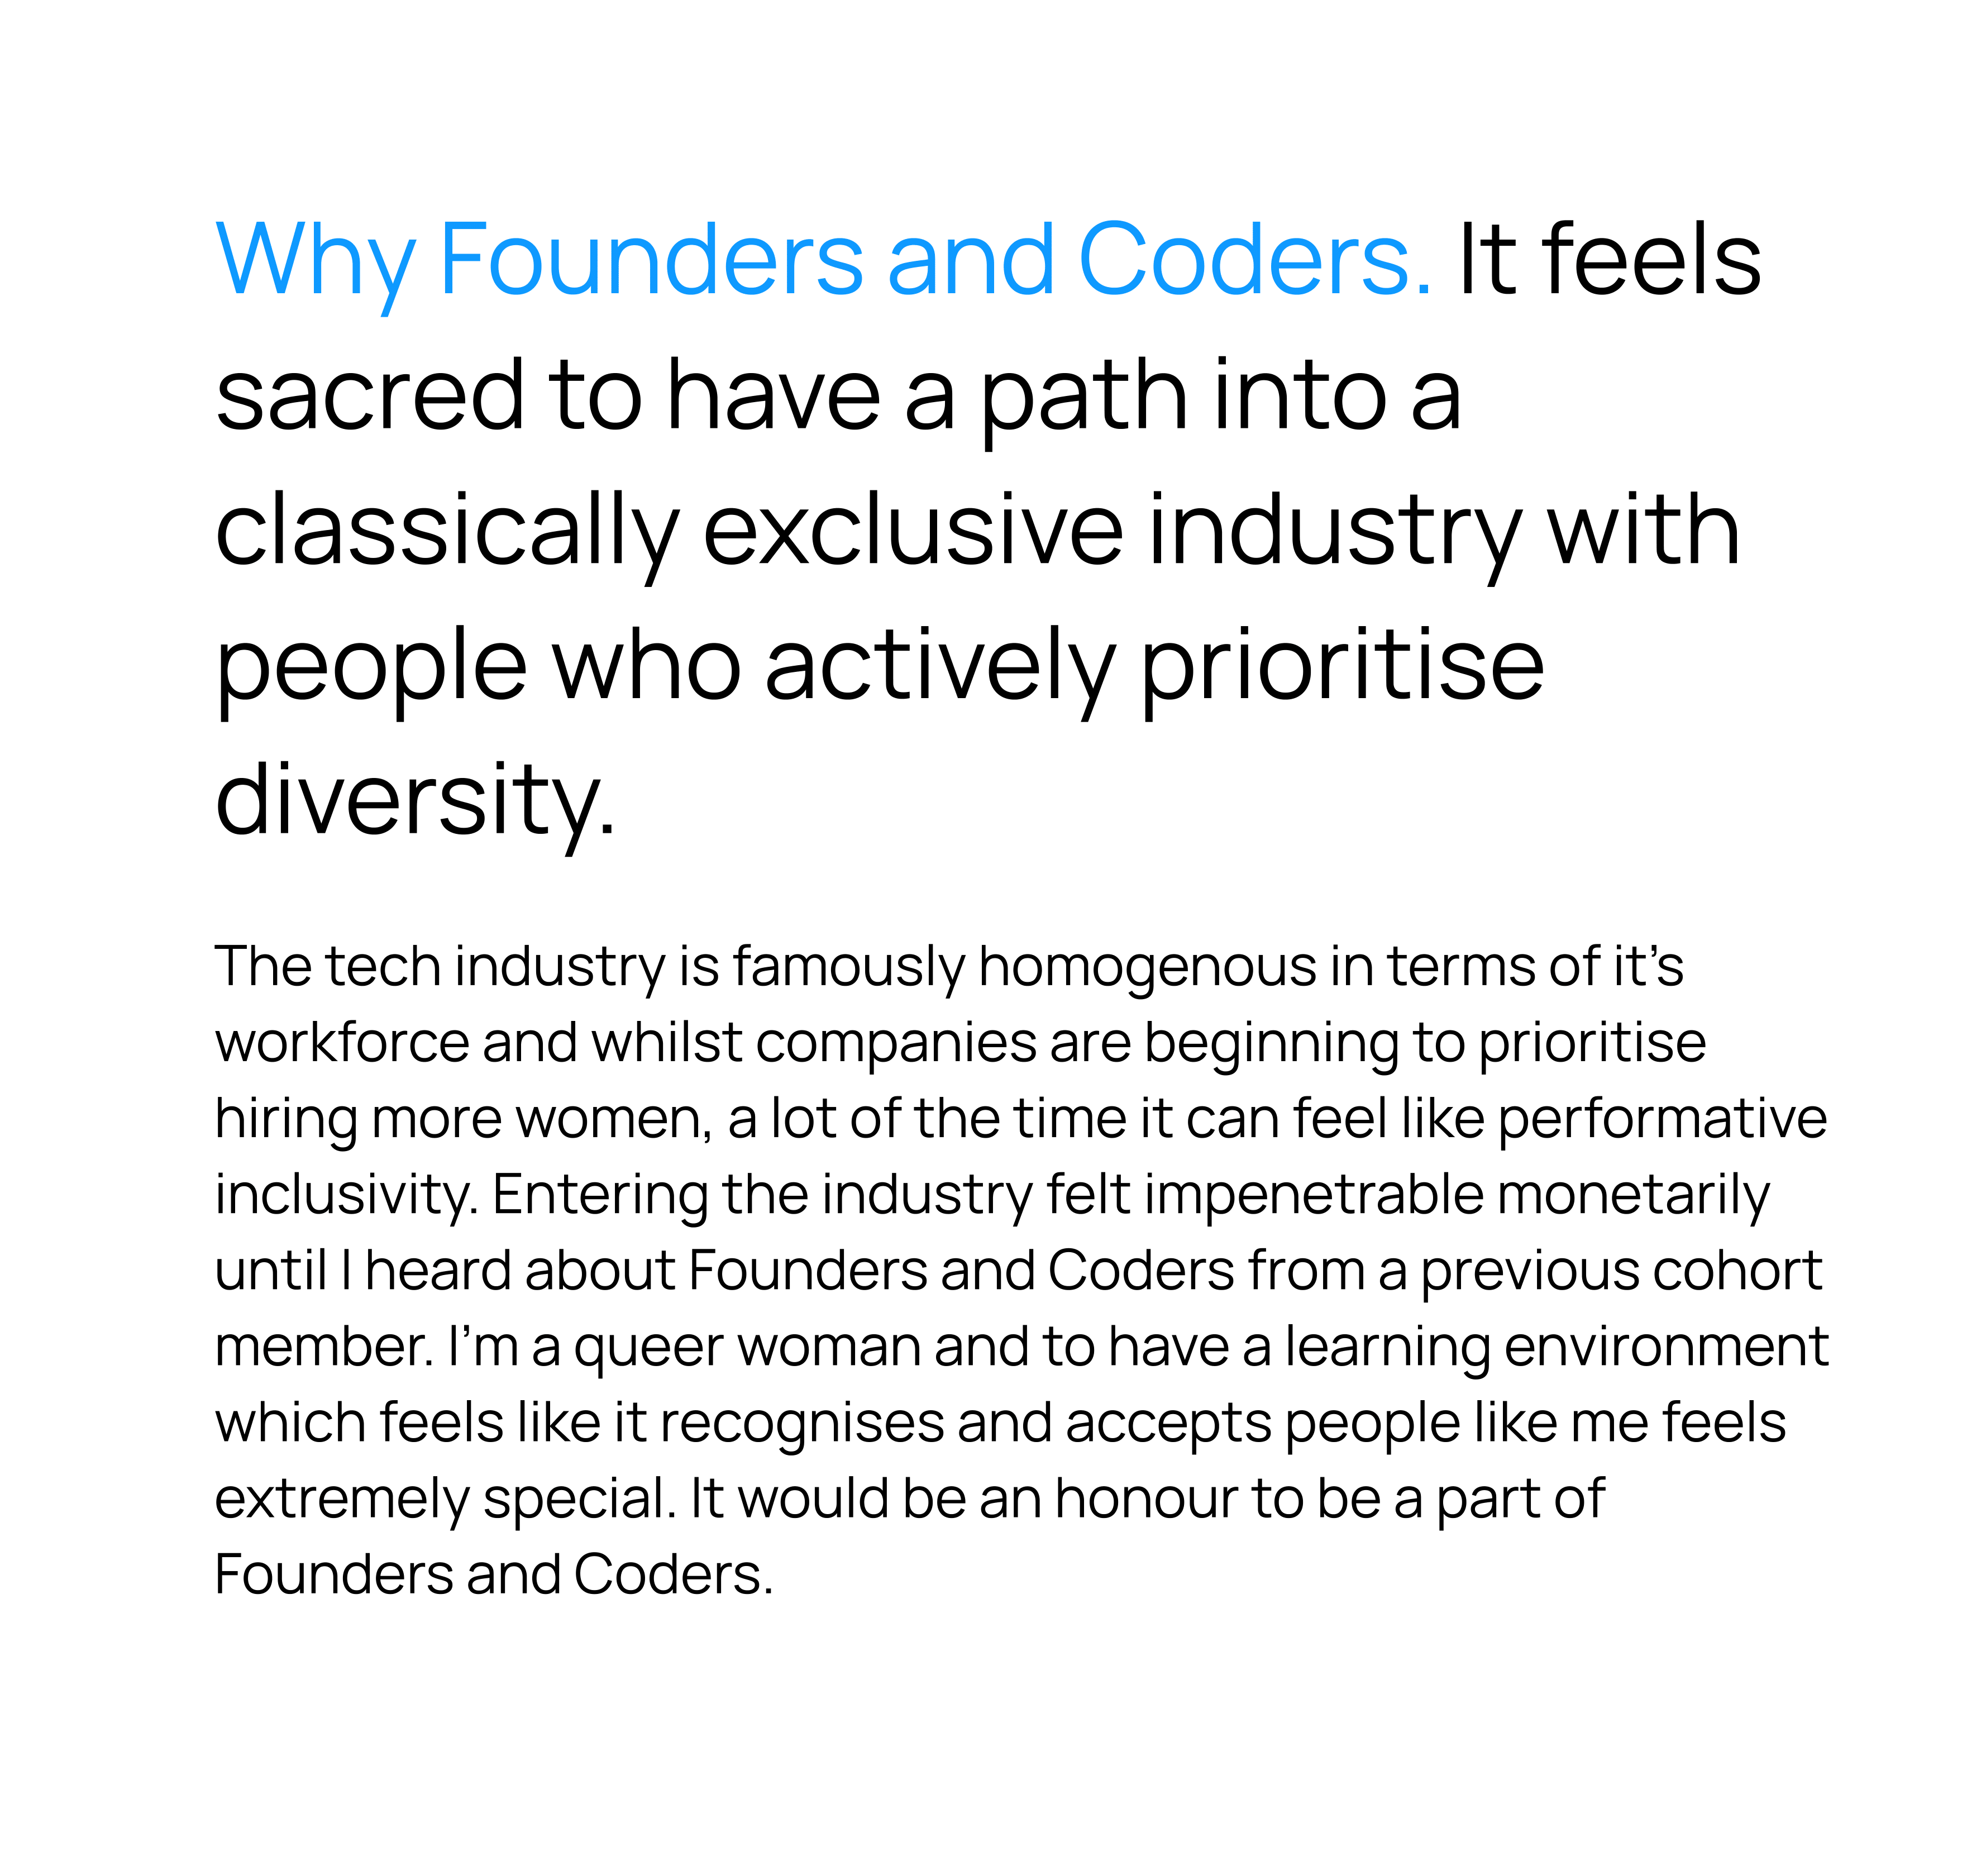 Why Founders and Coders. It feels
sacred to have a path into a
classically exclusive industry with
people who actively prioritise
diversity.
The tech industry is famously homogenous in terms of it’s
workforce and whilst companies are beginning to prioritise
hiring more women, a lot of the time it can feel like performative
inclusivity. Entering the industry felt impenetrable monetarily
until I heard about Founders and Coders from a previous cohort
member. I’m a queer woman and to have a learning environment
which feels like it recognises and accepts people like me feels
extremely special. It would be an honour to be a part of
Founders and Coders.